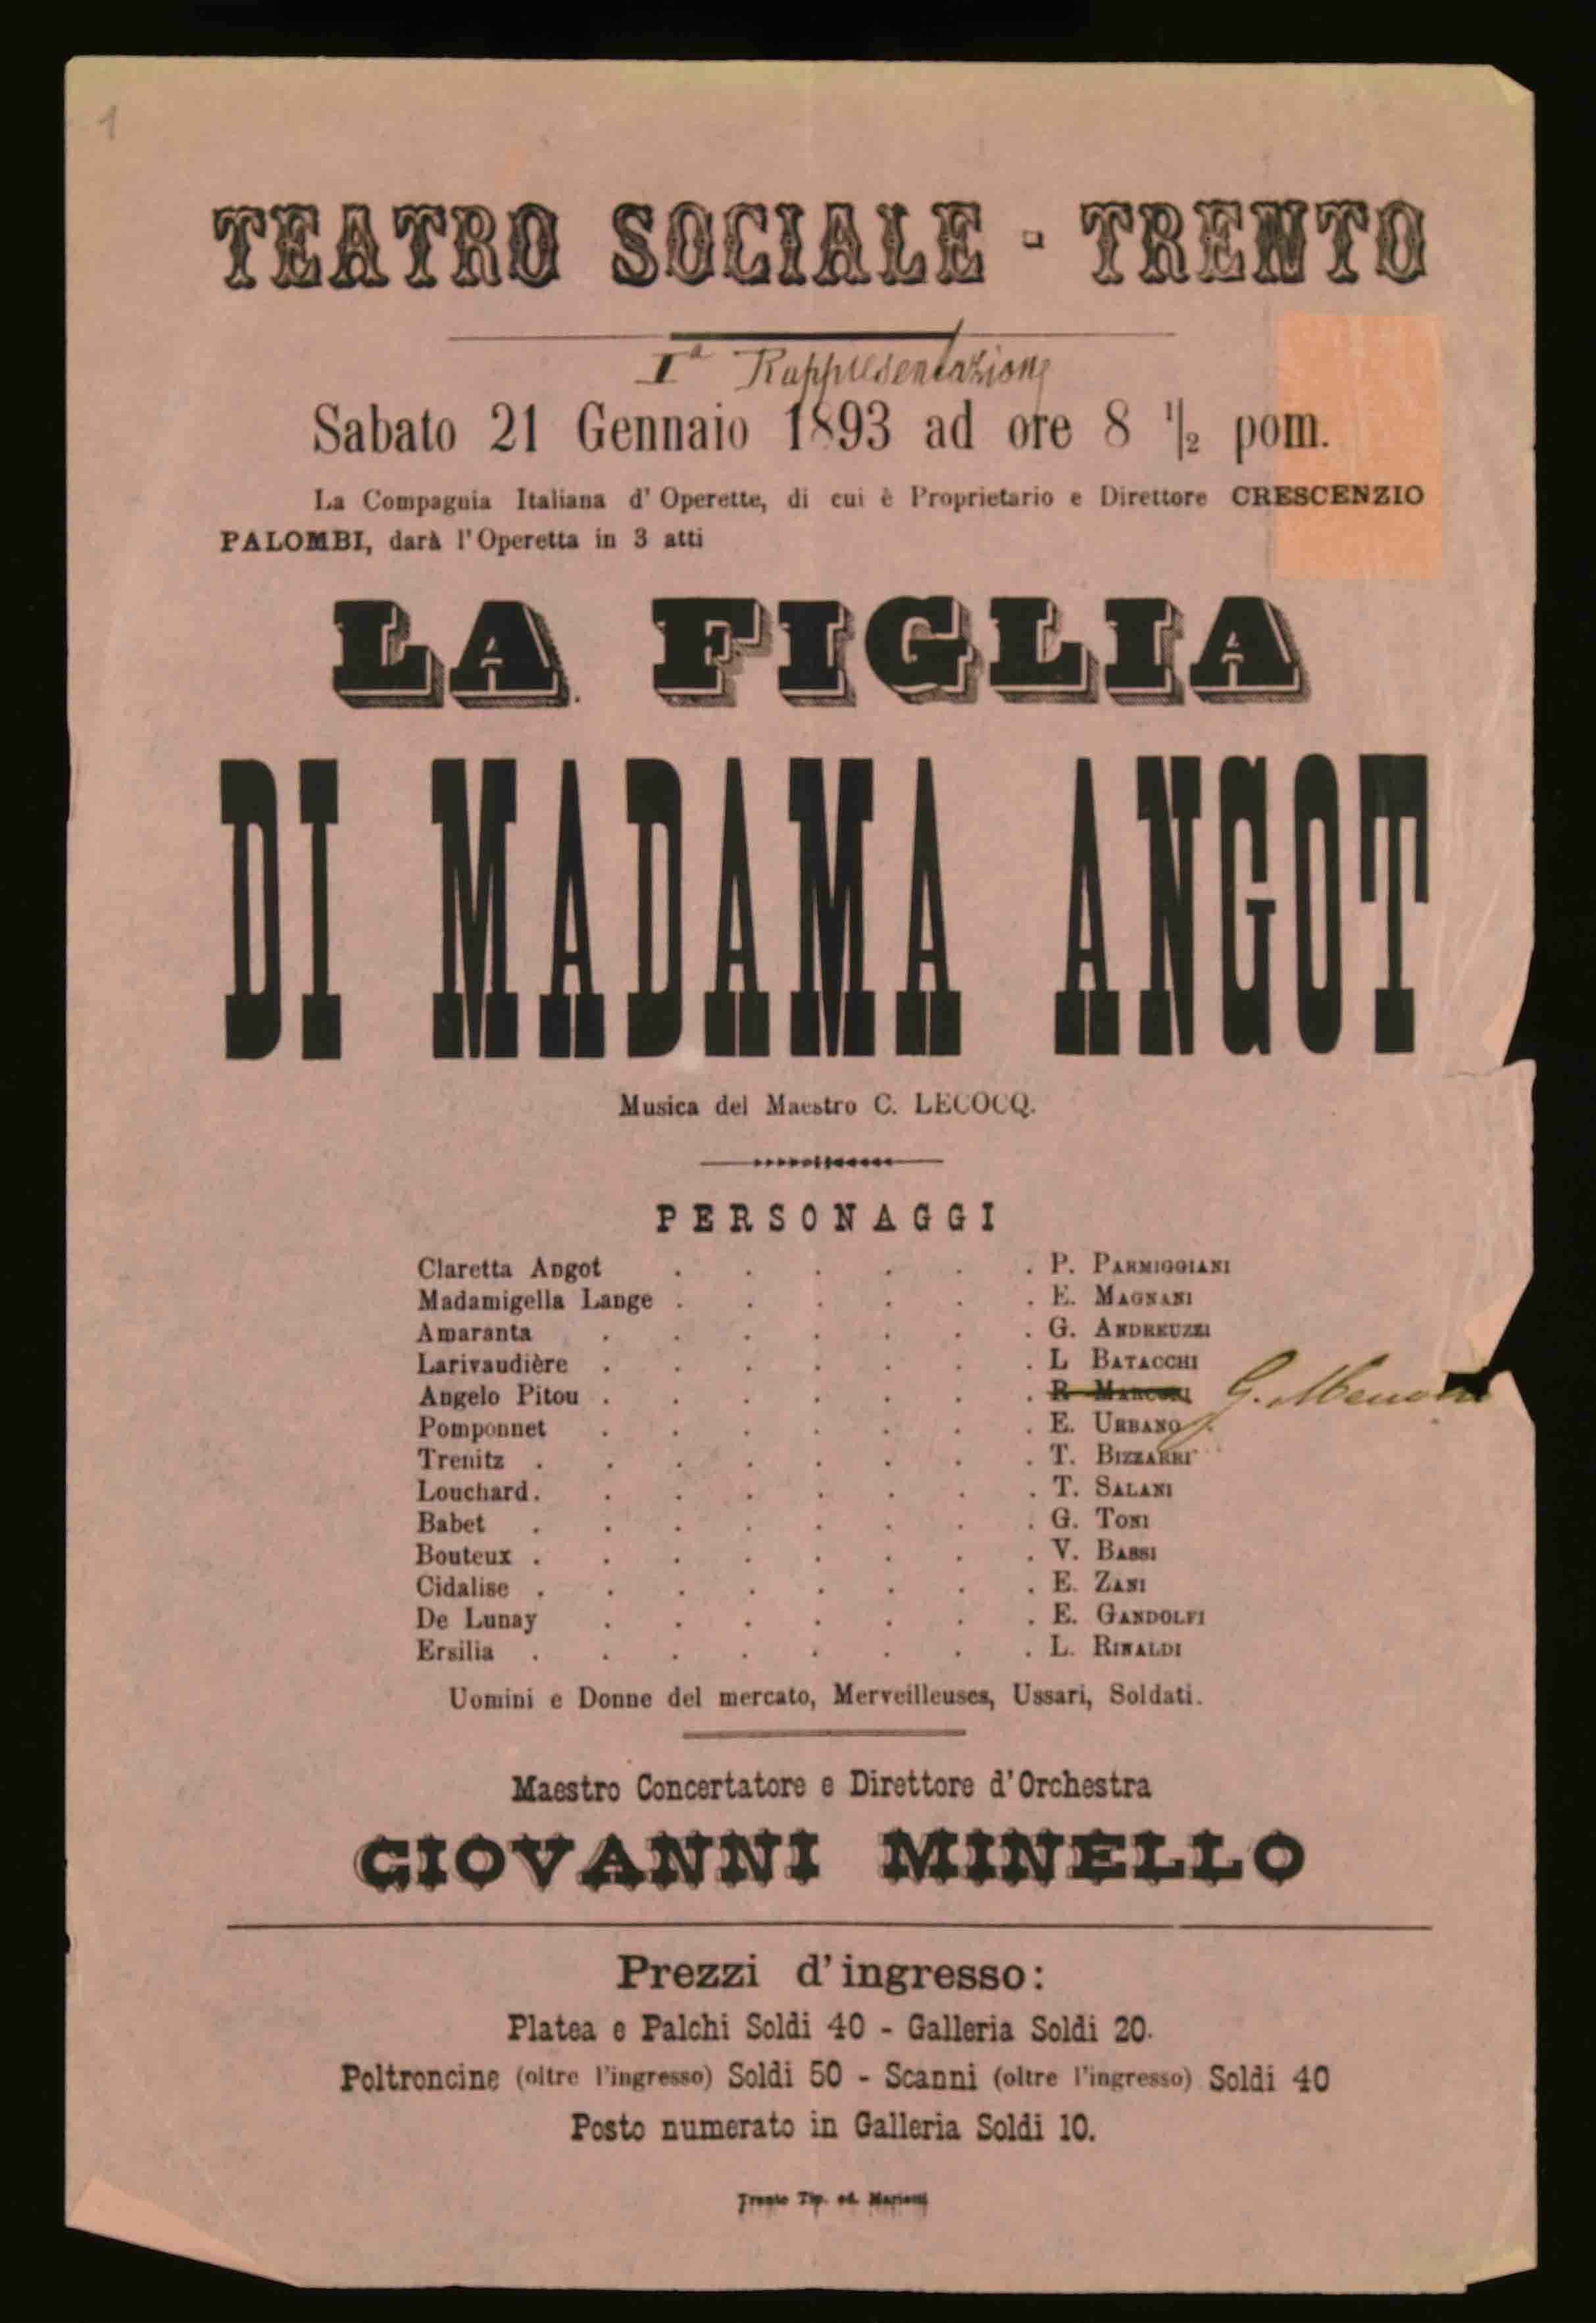 1
TEATRO SOCIALE - TRENTO
Iª Rappresentazione
Sabato 21 Gennaio 1893 ad ore 8 1/2 pom.
La Compagnia Italiana d' Operette, di cui è Proprietario e Direttore CRESCENZIO
PALOMBI, darà l'Operetta in 3 atti
LA FIGLIA
DI MADAMA ANGOT
Musica del Maestro C. LECOCQ.
PERSONAGGI
Claretta Angot . . . . . . P. PARMIGGIANI
Madamigella Lange . . . . . . E. MAGNANI
Amaranta . . . . . . . G. ANDREUZZI
Larivaudière . . . . . . . L BATACCHI
Angelo Pitou . . . . . . . R MARCONI G.
Pomponnet . . . . . . . E. URBANO
Trenitz . . . . . . . . T. BIZZARRI
Louchard. . . . . . . . T. SALANI
Babet . . . . . . . . G. TONI
Bouteux . . . . . . . . V. BASSI
Cidalise . . . . . . . . E. ZANI
De Lunay . . . . . . . E. GANDOLFI
Ersilia . . . . . . . . L. RINALDI
Uomini e Donne del mercato, Merveilleuses, Ussari, Soldati.
Maestro Concertatore e Direttore d'Orchestra
GIOVANNI MINELLO
Prezzi d'ingresso:
Platea e Palchi Soldi 40 - Galleria Soldi 20.
Poltroncine (oltre l'ingresso) Soldi 50 - Scanni (oltre l'ingresso) Soldi 40
Posto numerato in Galleria Soldi 10.
Trento Tip. ed. Marietti